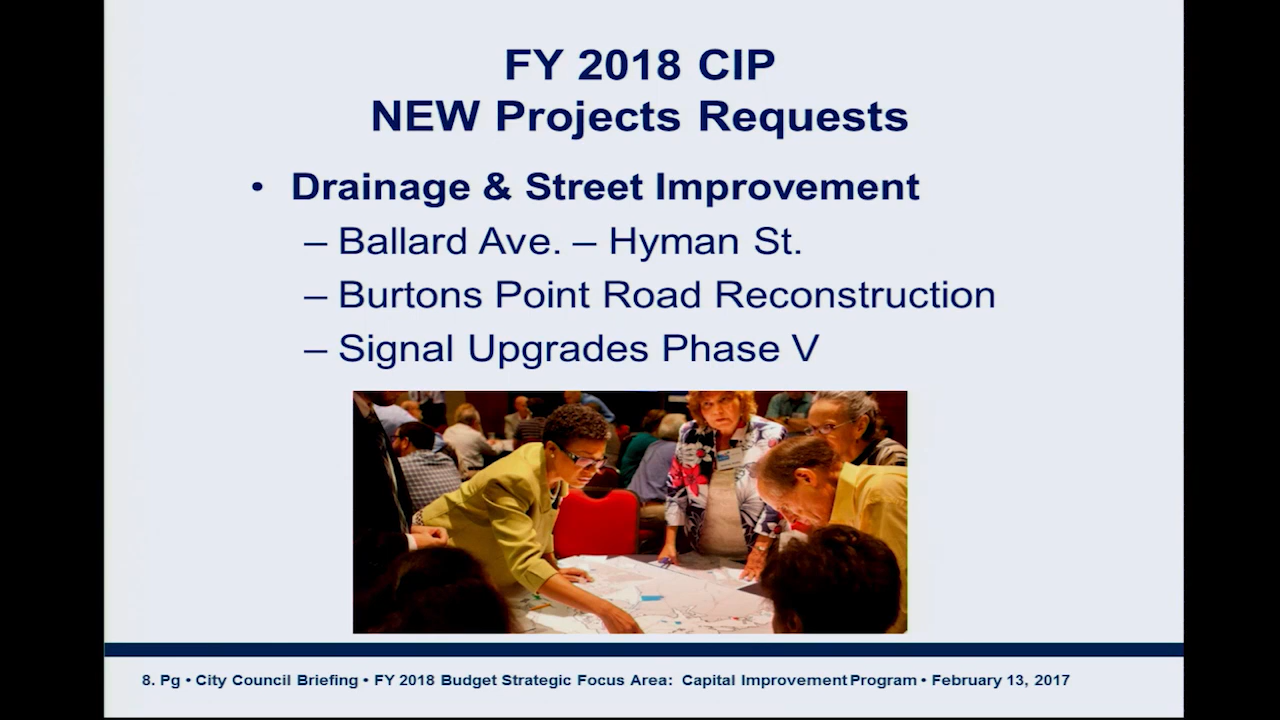 FY 2018 CIP
NEW Projects Requests
• Drainage & Street Improvement
– Ballard Ave. – Hyman St.
– Burtons Point Road Reconstruction
– Signal Upgrades Phase V
8. Pg • City Council Briefing • FY 2018 Budget Strategic Focus Area: Capital Improvement Program • February 13, 2017